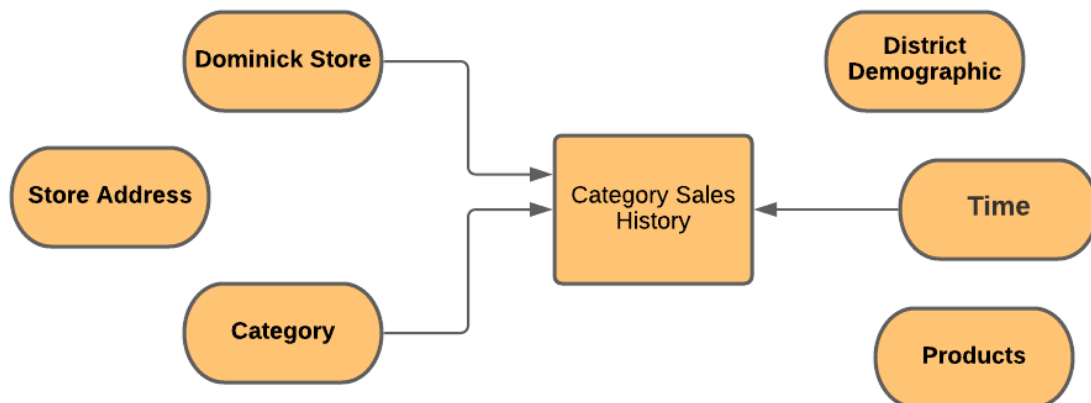 Dominick Store
District
Demographic
Store Address
Category Sales
History
Time
Category
Products